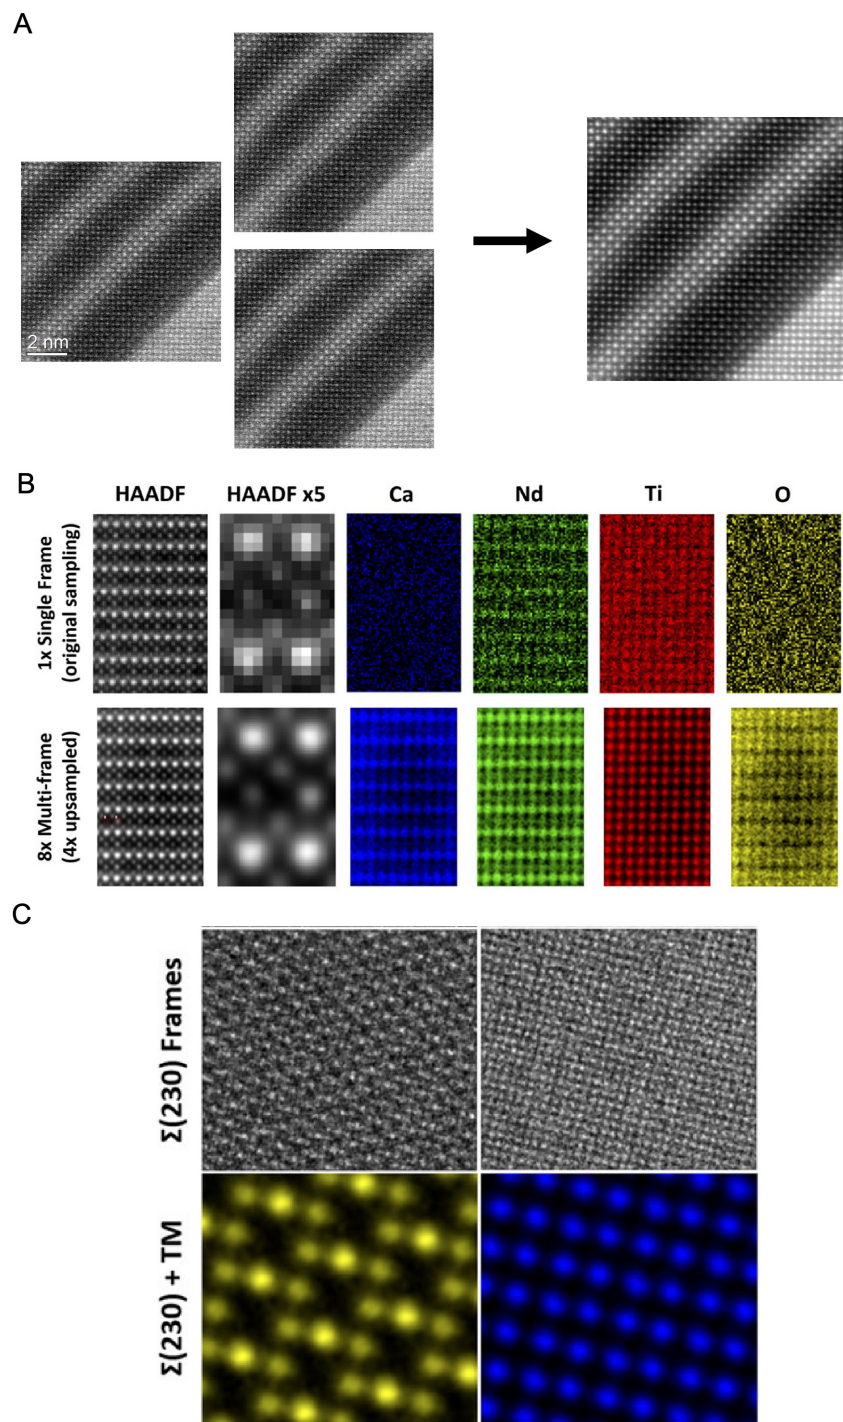 A
2 nm
B
HAADF HAADF x5 Ca Nd Ti O
1x Single Frame
(original sampling)
8x Multi-frame
(4x upsampled)
C
Σ(230) Frames
Σ(230) + TM